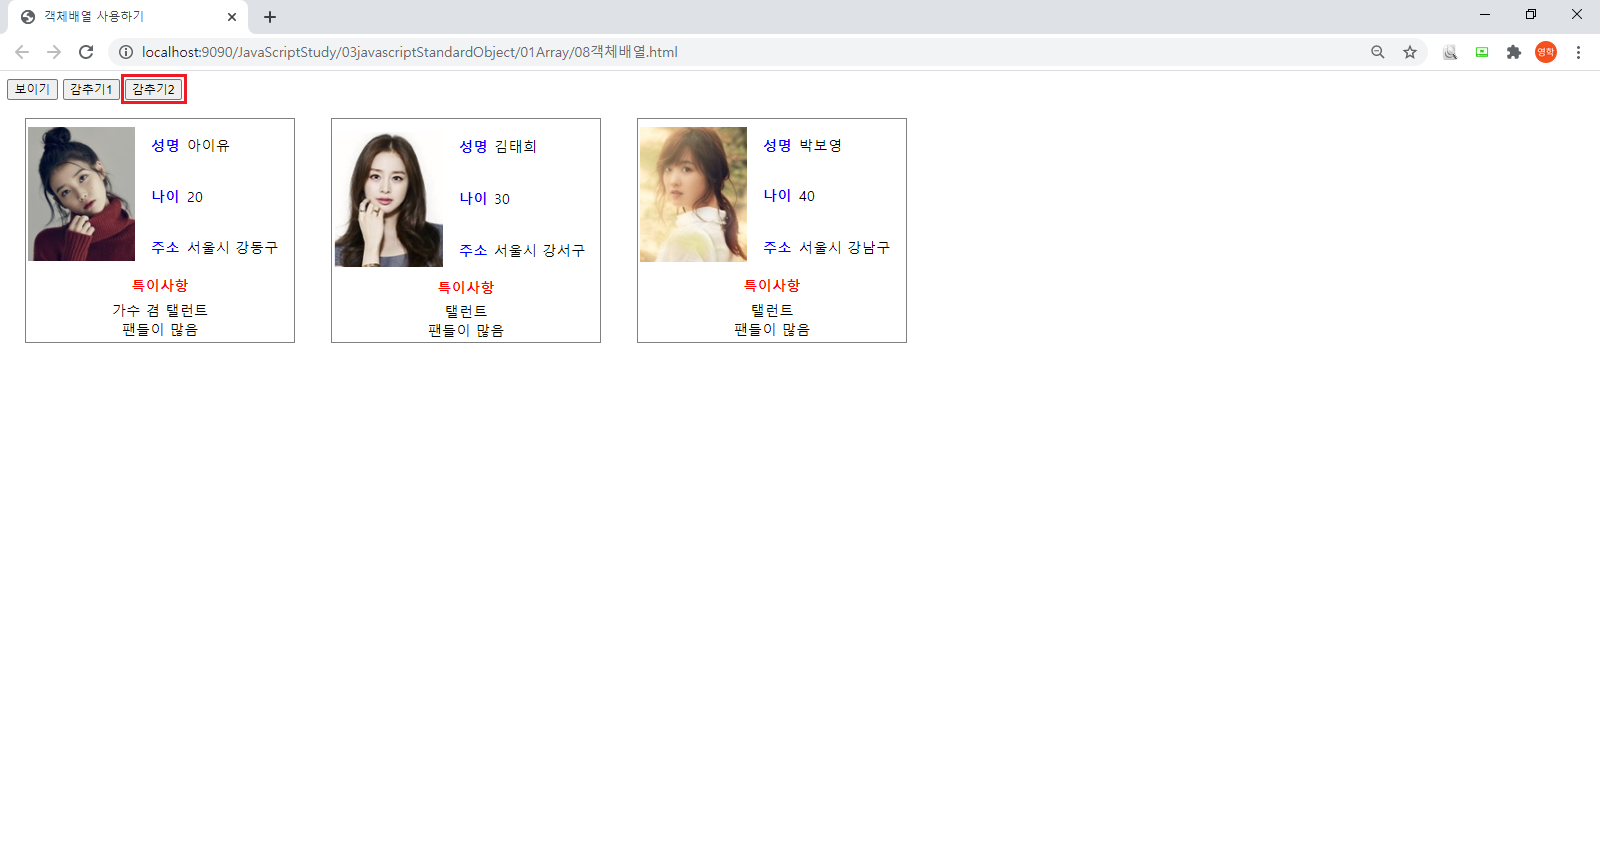 객체배열 사용하기
localhost:9090/JavaScriptStudy/03javascriptStandardObject/01Array/08객체배열.html
영학
보이기 감추기1 감추기2
성명 아이유
나이 20
주소 서울시 강동구
특이사항
가수 겸 탤런트
팬들이 많음
성명 김태희
나이 30
주소 서울시 강서구
특이사항
탤런트
팬들이 많음
성명 박보영
나이 40
주소 서울시 강남구
특이사항
탤런트
팬들이 많음